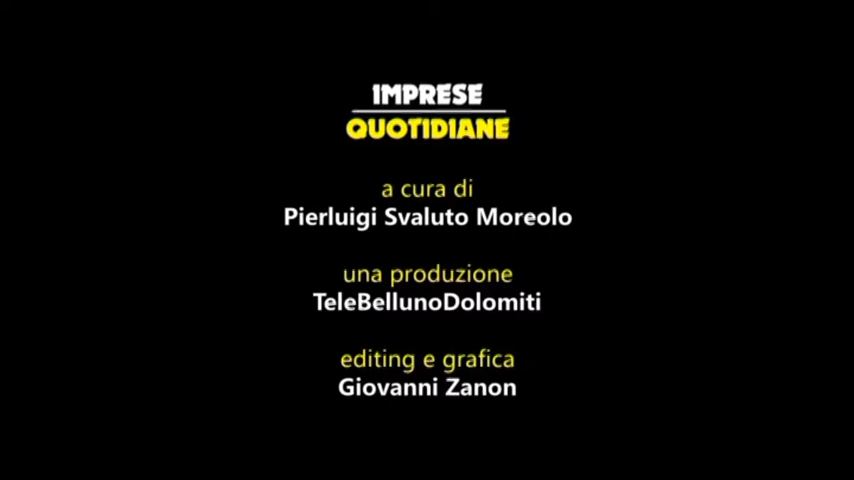 IMPRESE
QUOTIDIANE
a cura di
Pierluigi Svaluto Moreolo
una produzione
TeleBellunoDolomiti
editing e grafica
Giovanni Zanon